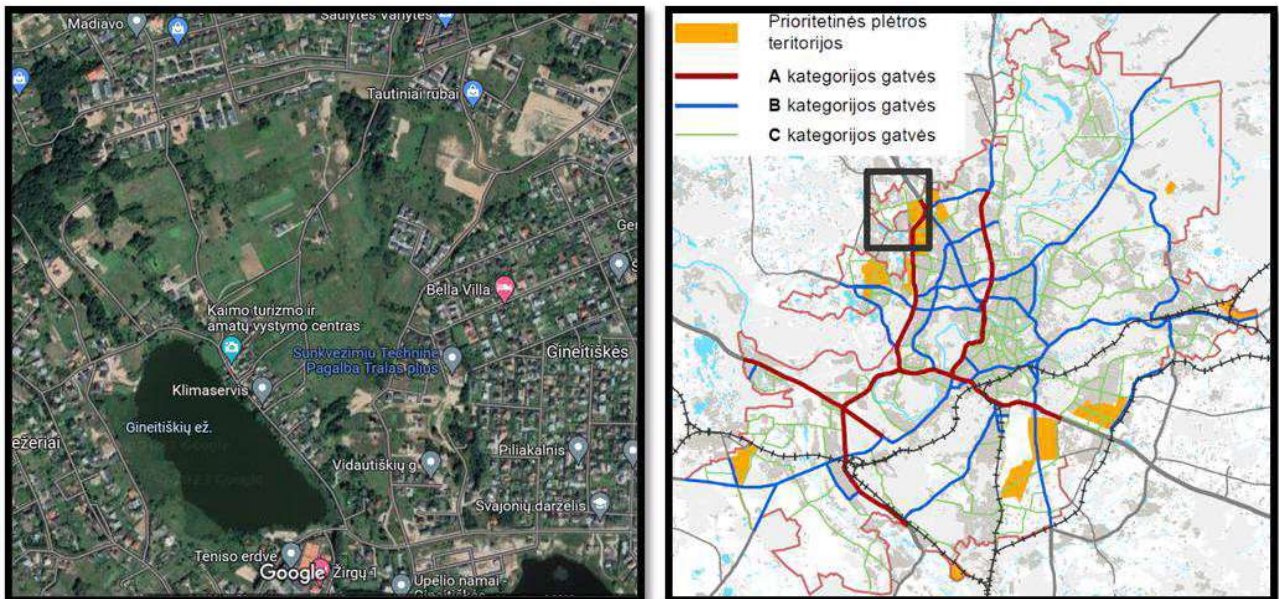 Saulytės Vanytės
Madiavo
Tautiniai rūbai
Bella Villa
Kaimo turizmo ir
amatų vystymo centras
Sunkvežimių Techninė
Pagalba Tralas plius
Gineitiškės
Klimaservis
Gineitiškių ež.
ežeriai
Vidautiškių g
Piliakalnis
Svajonių darželis
Teniso erdvė
Google
Žirgų 1
Upelio namai -
Prioritetinės plėtros
teritorijos
A kategorijos gatvės
B kategorijos gatvės
C kategorijos gatvės